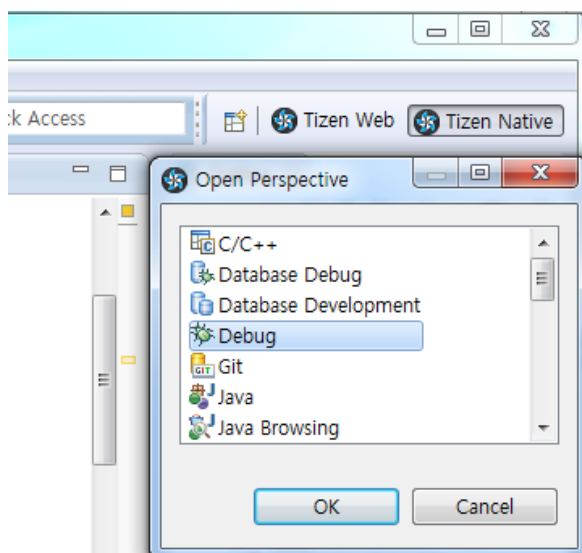 ck Access
Tizen Web
Tizen Native
Open Perspective
C/C++
Database Debug
Database Development
Debug
GIT
Git
Java
Java Browsing
OK
Cancel